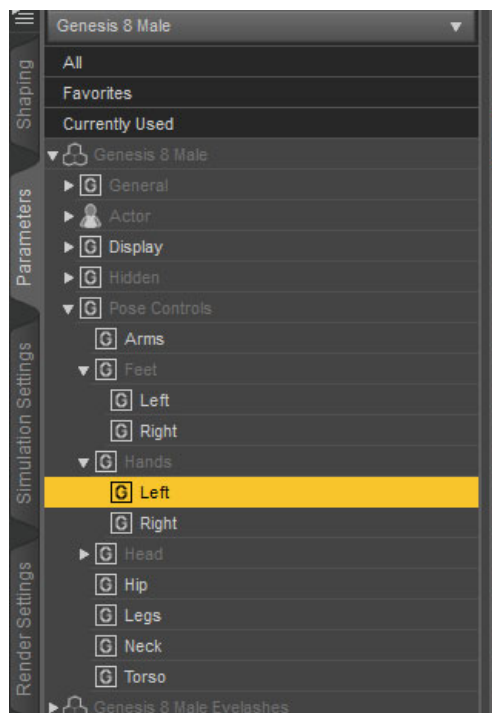 Genesis 8 Male
All
Favorites
Currently Used
Genesis 8 Male
G General
Actor
G Display
G Hidden
G Pose Controls
G Arms
G Feet
G Left
G Right
G Hands
G Left
G Right
G Head
G Hip
G Legs
G Neck
G Torso
Genesis 8 Male Eyelashes
Shaping
Parameters
Simulation Settings
Render Settings